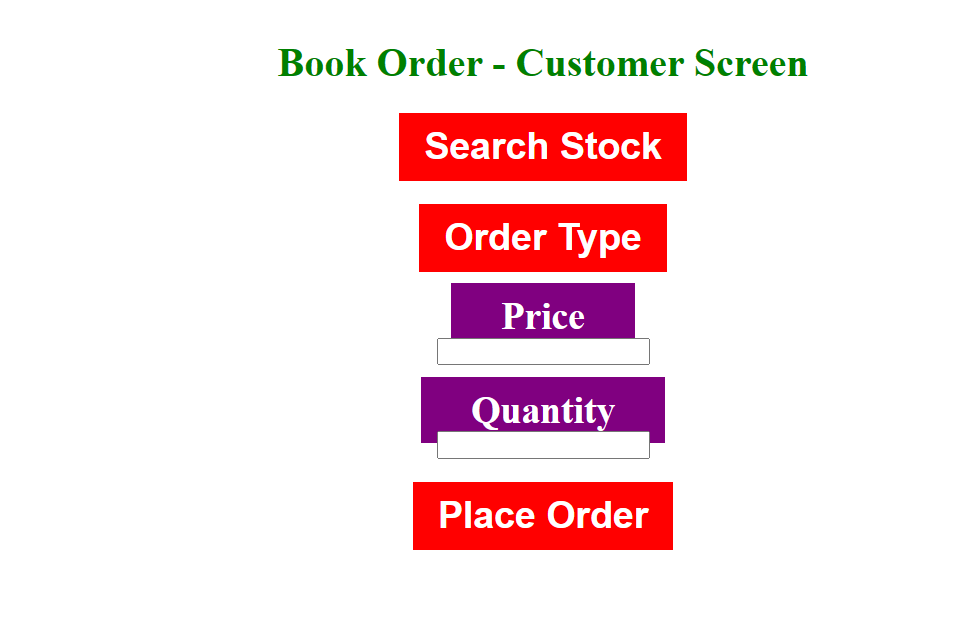 Book Order - Customer Screen
Search Stock
Order Type
Price
Quantity
Place Order